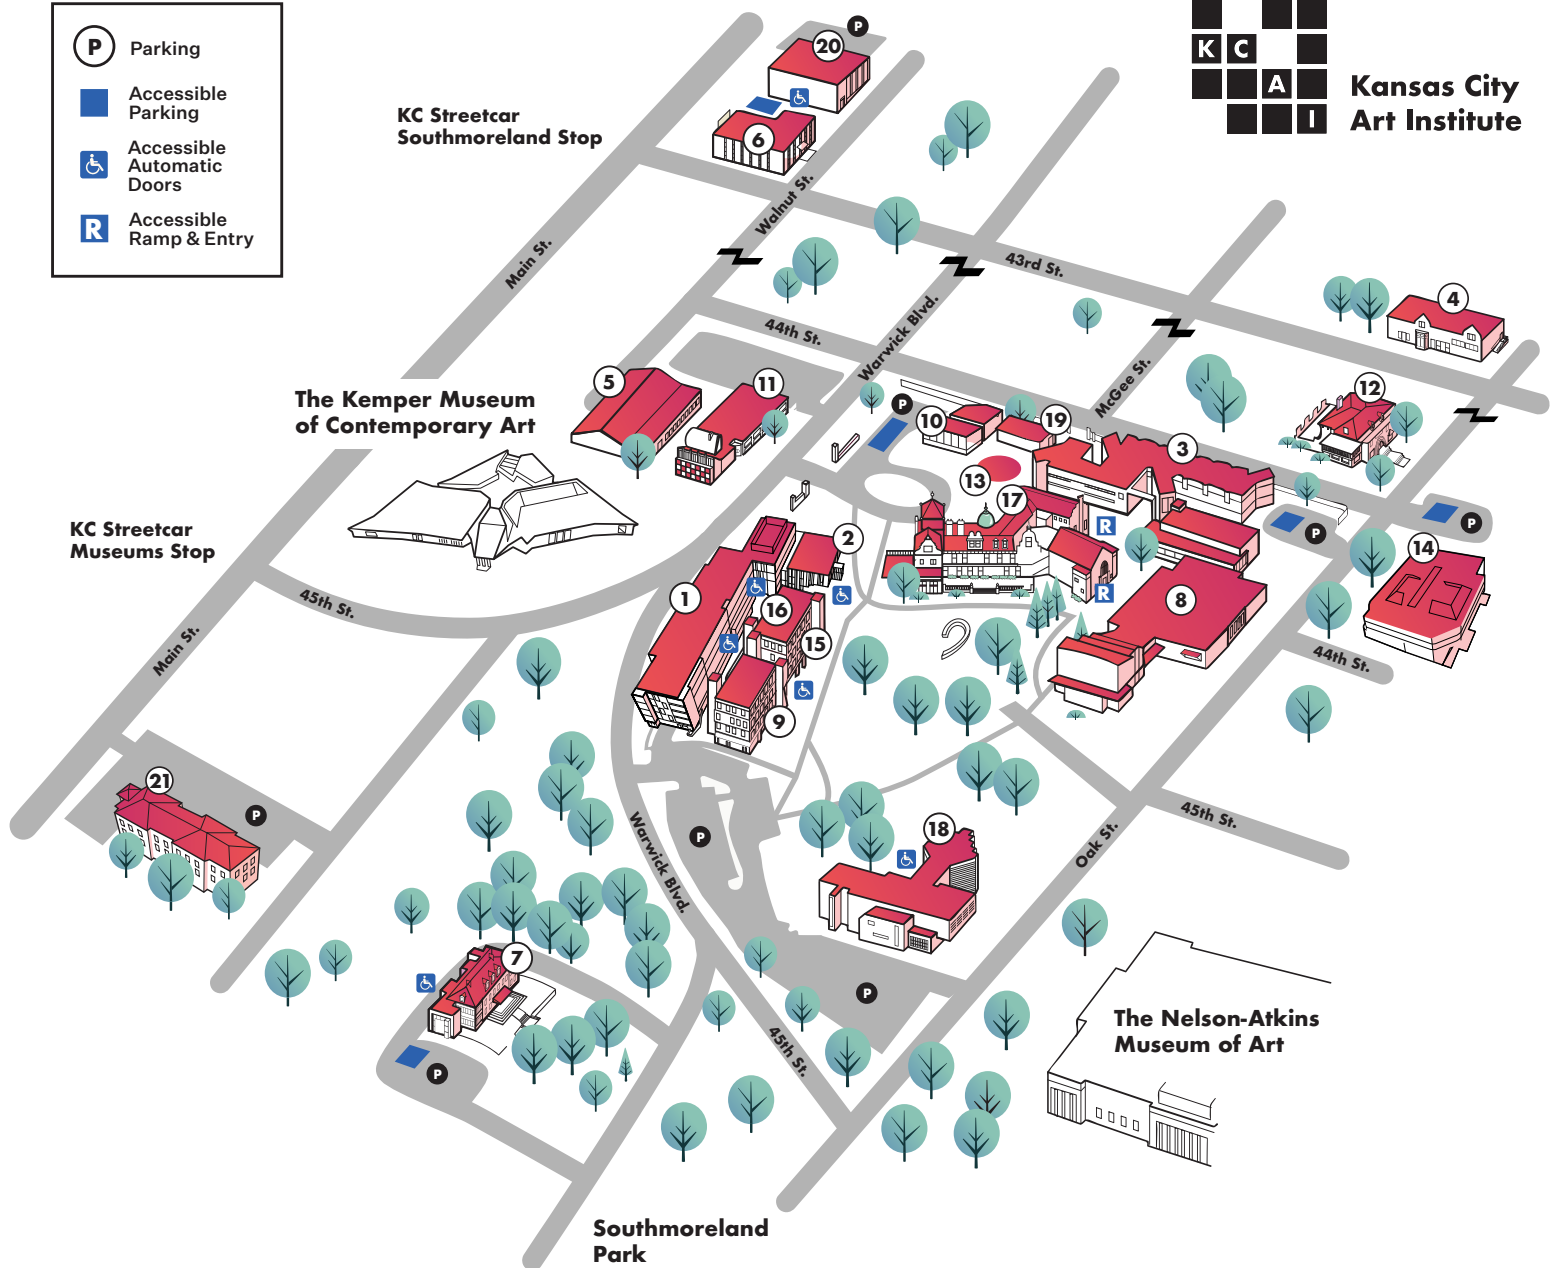 P Parking
Accessible
Parking
Accessible
Automatic
Doors
R Accessible
Ramp & Entry
K C
A
I
Kansas City
Art Institute
KC Streetcar
Southmoreland Stop
P
20
6
Walnut St.
Main St.
43rd St.
4
44th St.
Warwick Blvd.
McGee St.
The Kemper Museum
of Contemporary Art
5
11
P
10
19
12
3
13
17
R
P
P
KC Streetcar
Museums Stop
2
14
1
16
15
R
8
45th St.
Main St.
44th St.
9
21
P
P
Warwick Blvd.
18
Oak St.
45th St.
7
P
P
45th St.
The Nelson-Atkins
Museum of Art
Southmoreland
Park